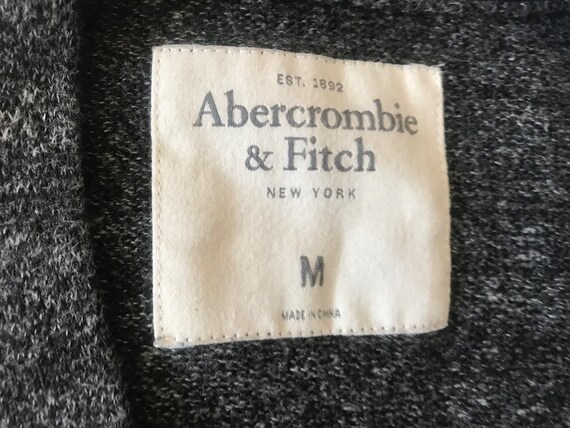 EST. 1892
Abercrombie
& Fitch
NEW YORK
M
MADE IN CHINA